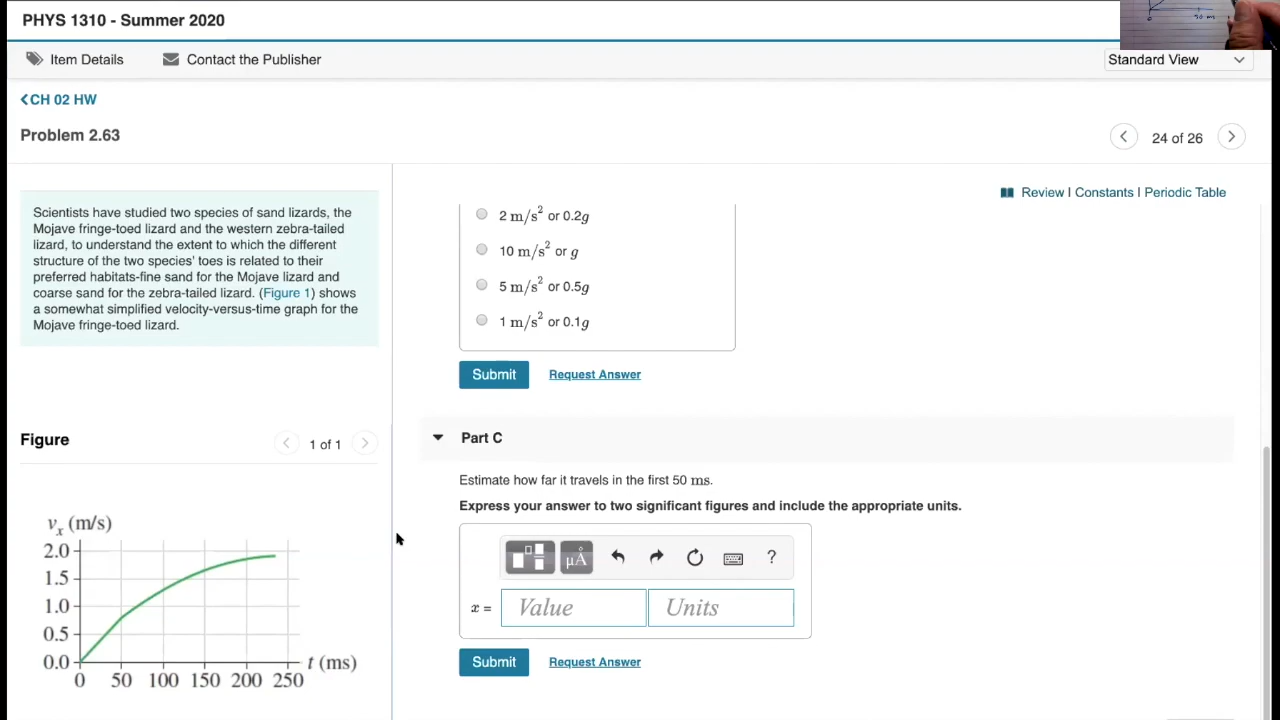 PHYS 1310 - Summer 2020
Item Details
Contact the Publisher
Standard View
CH 02 HW
Problem 2.63
24 of 26
Review I Constants I Periodic Table
Scientists have studied two species of sand lizards, the
Mojave fringe-toed lizard and the western zebra-tailed
lizard, to understand the extent to which the different
structure of the two species' toes is related to their
preferred habitats-fine sand for the Mojave lizard and
coarse sand for the zebra-tailed lizard. (Figure 1) shows
a somewhat simplified velocity-versus-time graph for the
Mojave fringe-toed lizard.
Figure
1 of 1
vₓ (m/s)
2.0
1.5
1.0
0.5
0.0
t (ms)
0 50 100 150 200 250
2 m/s² or 0.2g
10 m/s² or g
5 m/s² or 0.5g
1 m/s² or 0.1g
Submit
Request Answer
Part C
Estimate how far it travels in the first 50 ms.
Express your answer to two significant figures and include the appropriate units.
μÅ
?
x =
Value
Units
Submit
Request Answer
0 50 ms